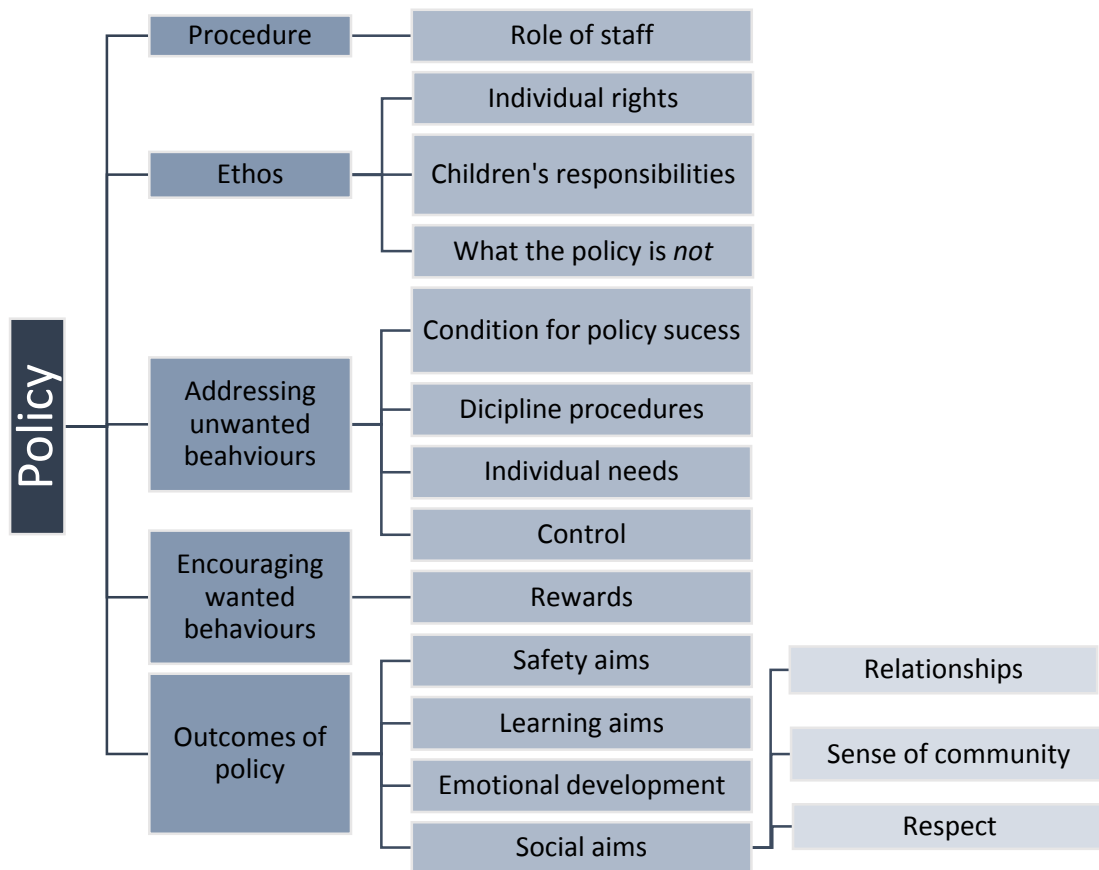 Policy
Procedure
Role of staff
Ethos
Individual rights
Children's responsibilities
What the policy is not
Addressing
unwanted
beahviours
Condition for policy sucess
Dicipline procedures
Individual needs
Control
Encouraging
wanted
behaviours
Rewards
Outcomes of
policy
Safety aims
Learning aims
Emotional development
Social aims
Relationships
Sense of community
Respect